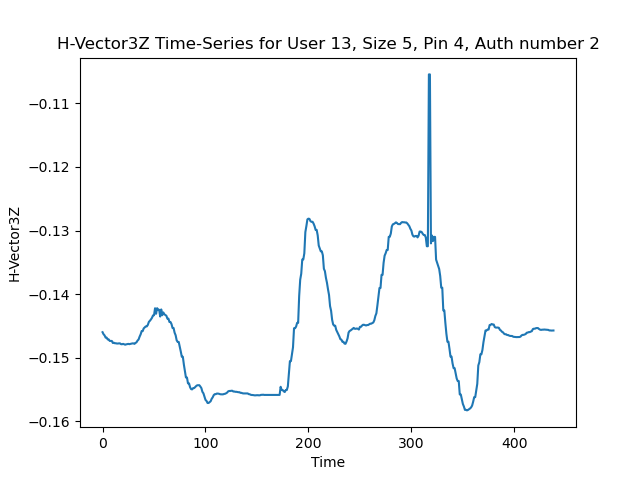 H-Vector3Z Time-Series for User 13, Size 5, Pin 4, Auth number 2
H-Vector3Z
−0.11
−0.12
−0.13
−0.14
−0.15
−0.16
0 100 200 300 400
Time